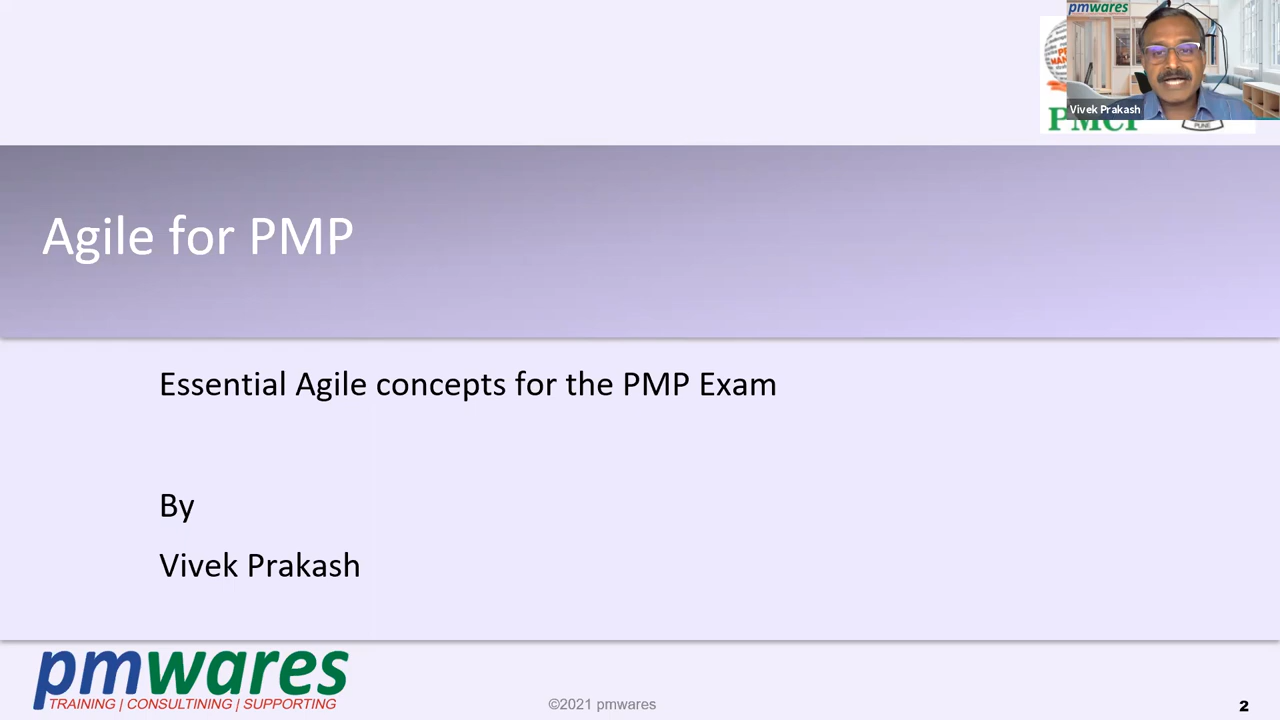 pmwares
Vivek Prakash
PUNE
Agile for PMP
Essential Agile concepts for the PMP Exam
By
Vivek Prakash
pmwares
TRAINING | CONSULTINING | SUPPORTING
©2021 pmwares
2